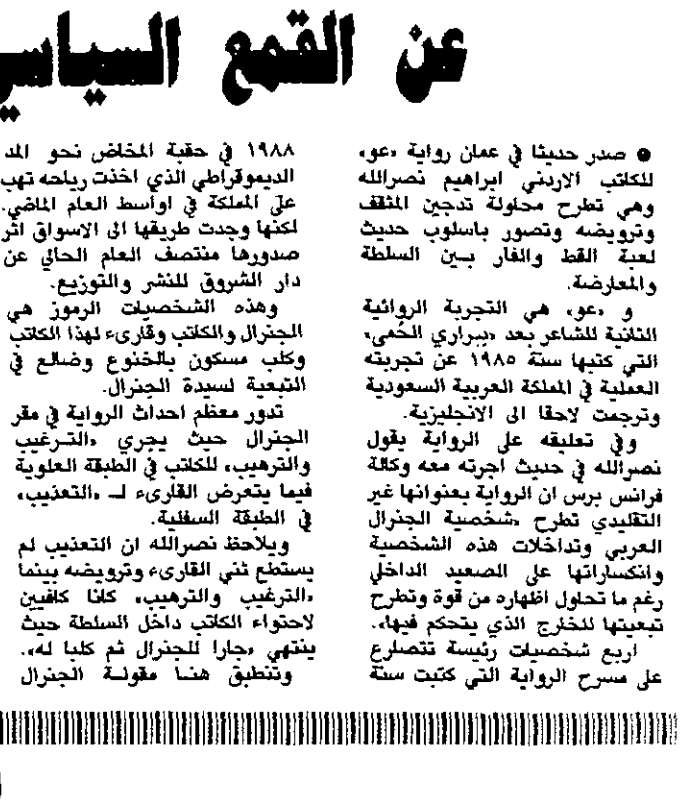 عن القمع السياسي
● صدر حديثا في عمان رواية «عو»
للكاتب الاردني ابراهيم نصرالله
وهي تطرح محاولة تدجين المثقف
وترويضه وتصور باسلوب حديث
لعبة القط والفار بين السلطة
والمعارضة.
و «عو» هي التجربة الروائية
الثانية للشاعر بعد «براري الحُمى»
التي كتبها سنة ١٩٨٥ عن تجربته
العملية في المملكة العربية السعودية
وترجمت لاحقا الى الانجليزية.
وفي تعليقه على الرواية يقول
نصرالله في حديث اجرته معه وكالة
فرانس برس ان الرواية بعنوانها غير
التقليدي تطرح «شخصية الجنرال
العربي وتداخلات هذه الشخصية
وانكساراتها على الصعيد الداخلي
رغم ما تحاول اظهاره من قوة وتطرح
تبعيتها للخارج الذي يتحكم فيها».
اربع شخصيات رئيسة تتصارع
على مسرح الرواية التي كتبت سنة
١٩٨٨ في حقبة المخاض نحو المد
الديموقراطي الذي اخذت رياحه تهب
على المملكة في اواسط العام الماضي.
لكنها وجدت طريقها الى الاسواق اثر
صدورها منتصف العام الحالي عن
دار الشروق للنشر والتوزيع.
وهذه الشخصيات الرموز هي
الجنرال والكاتب وقارىء لهذا الكاتب
وكلب مسكون بالخنوع وضالع في
التبعية لسيدة الجنرال.
تدور معظم احداث الرواية في مقر
الجنرال حيث يجري «الترغيب
والترهيب» للكاتب في الطبقة العلوية
فيما يتعرض القارىء لـ «التعذيب»
في الطبقة السفلية.
ويلاحظ نصرالله ان التعذيب لم
يستطع ثني القارىء وترويضه بينما
«الترغيب والترهيب» كانا كافيين
لاحتواء الكاتب داخل السلطة حيث
ينتهي «جارا للجنرال ثم كلبا له».
وتنطبق هنا مقولة الجنرال